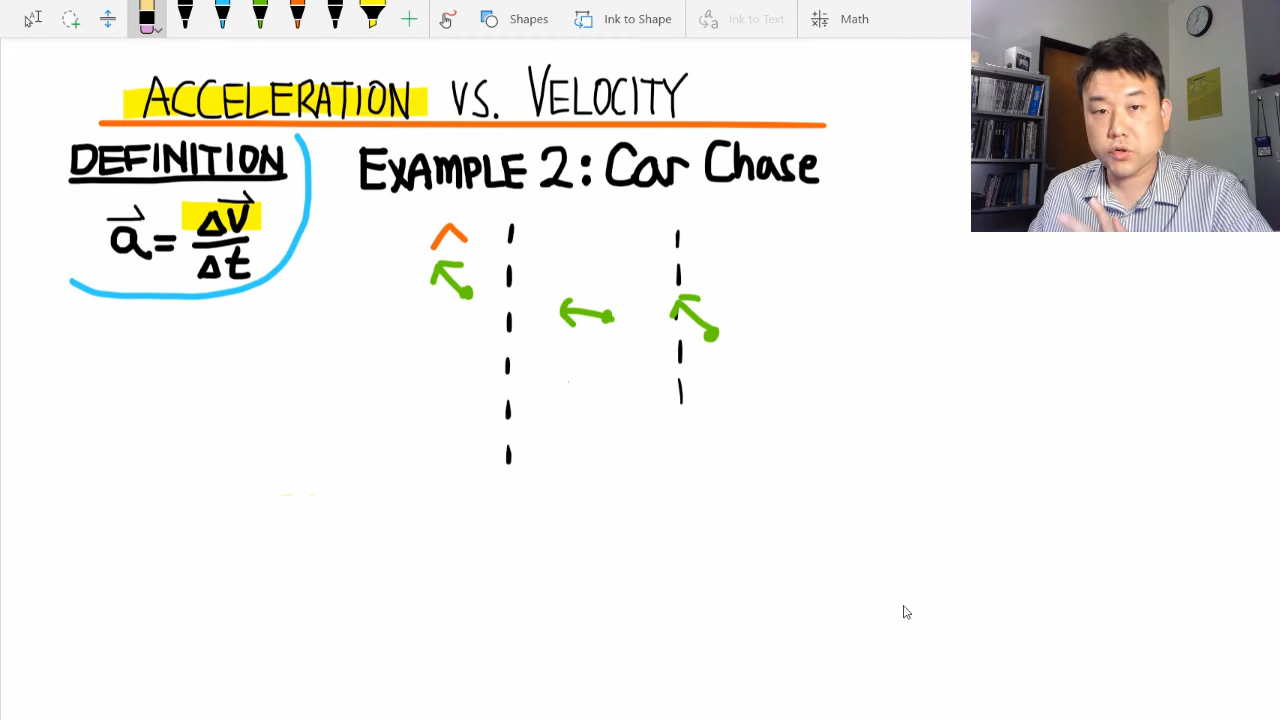 Shapes Ink to Shape Ink to Text Math
ACCELERATION VS. VELOCITY
DEFINITION
EXAMPLE 2: Car Chase
a = Δv/Δt